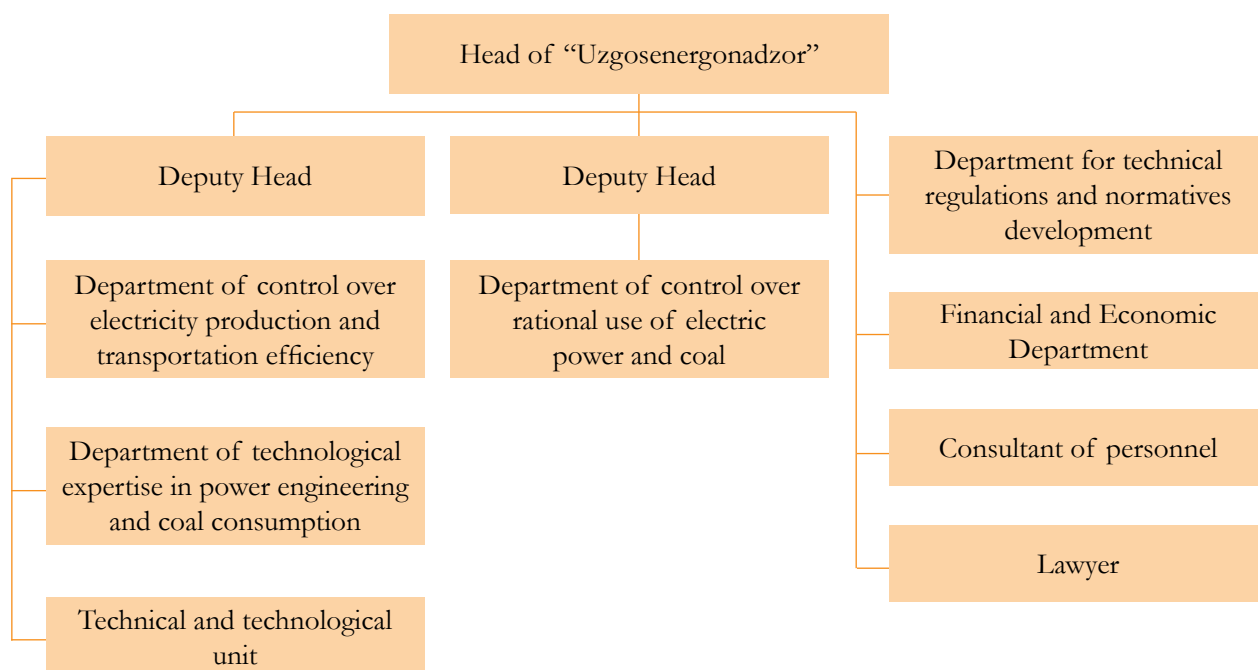 Head of “Uzgosenergonadzor”
Deputy Head
Deputy Head
Department for technical
regulations and normatives
development
Department of control over
electricity production and
transportation efficiency
Department of control over
rational use of electric
power and coal
Financial and Economic
Department
Department of technological
expertise in power engineering
and coal consumption
Consultant of personnel
Lawyer
Technical and technological
unit